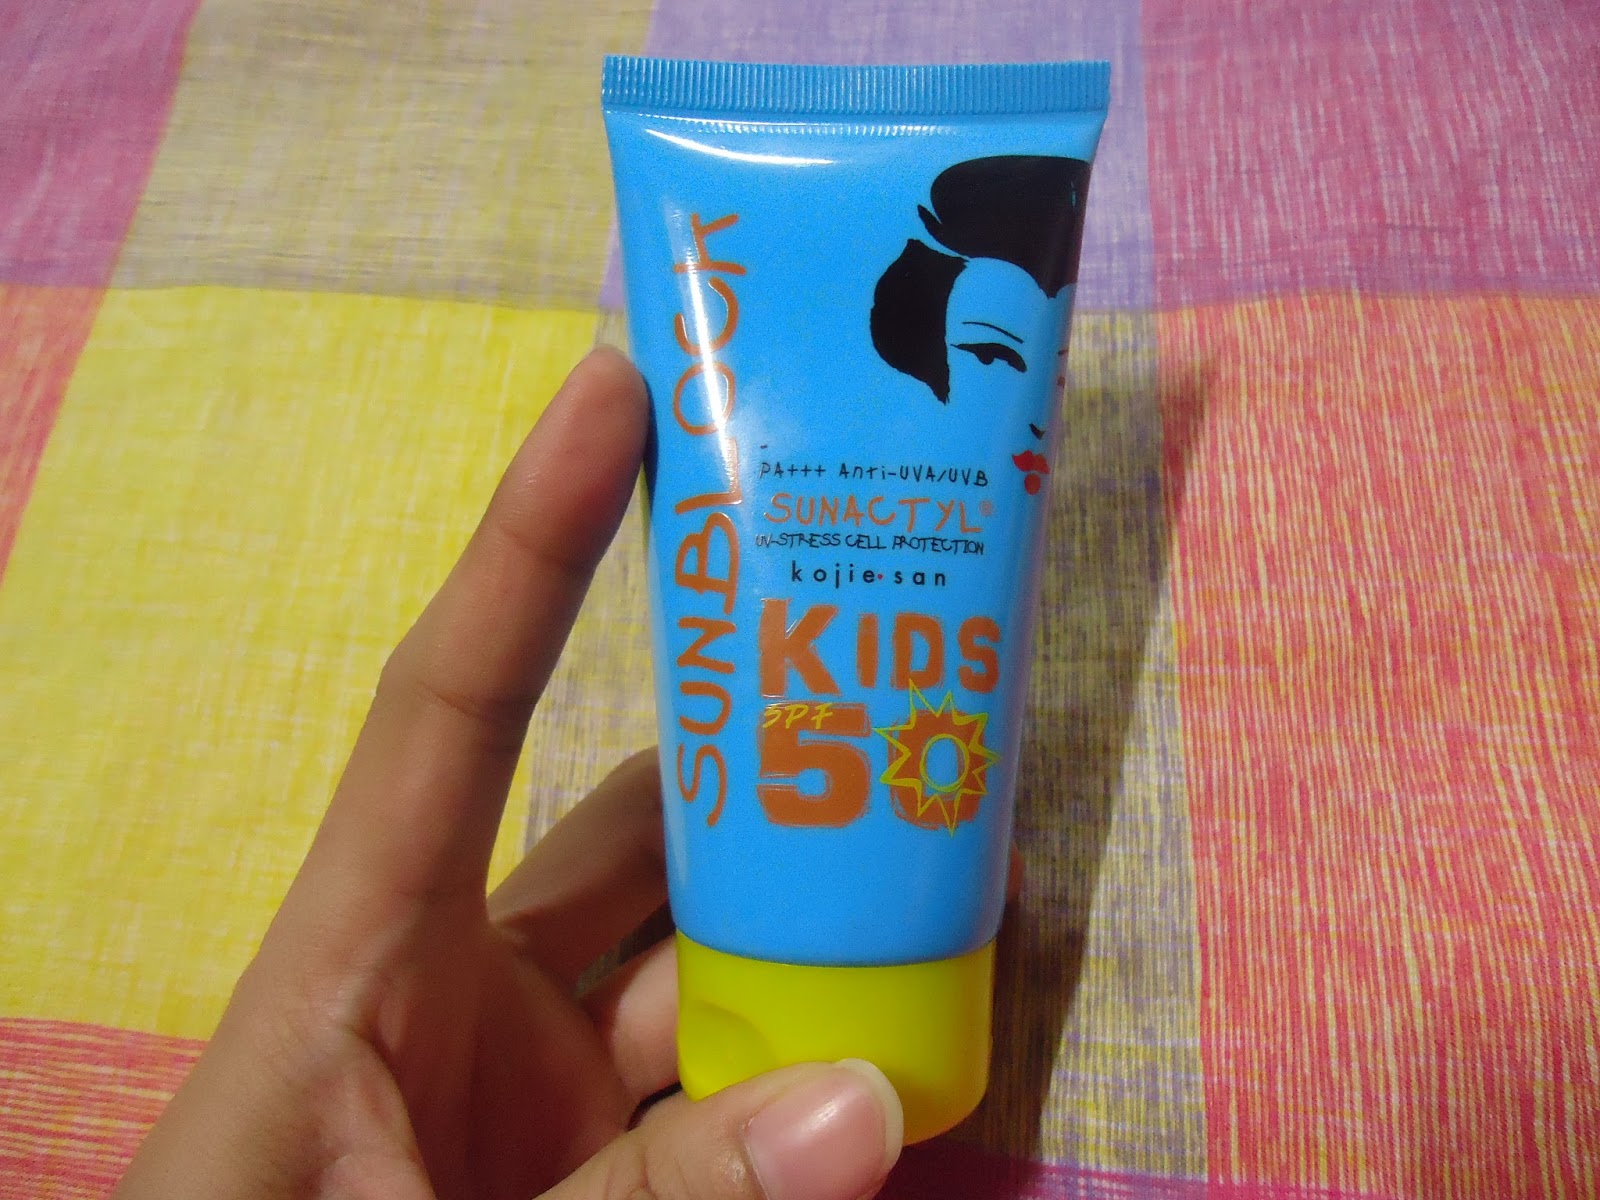 SUNBLOCK
PA+++ Anti-UVA/UVB
SUNACTYL®
UV-STRESS CELL PROTECTION
kojie·san
KIDS
SPF
50